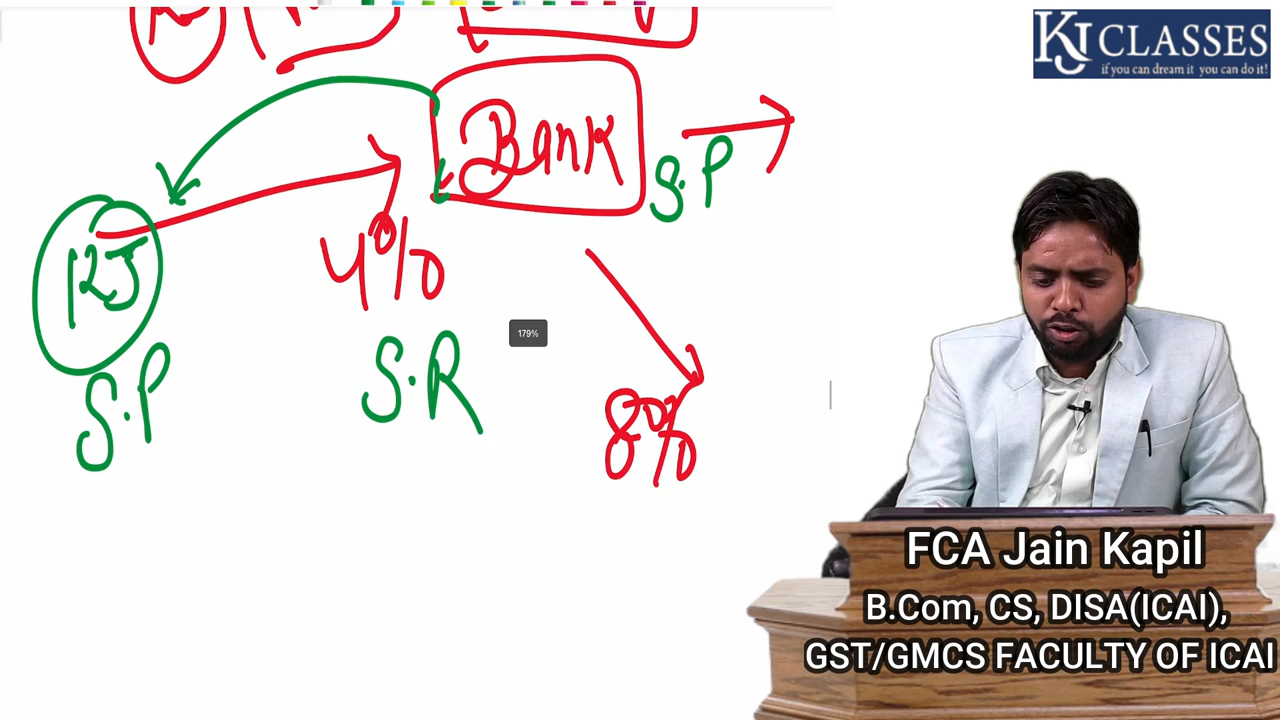 KJ CLASSES
if you can dream it you can do it!
Bank
S.P
KJ
4%
179%
S.P
S.R
8%
FCA Jain Kapil
B.Com, CS, DISA(ICAI),
GST/GMCS FACULTY OF ICAI